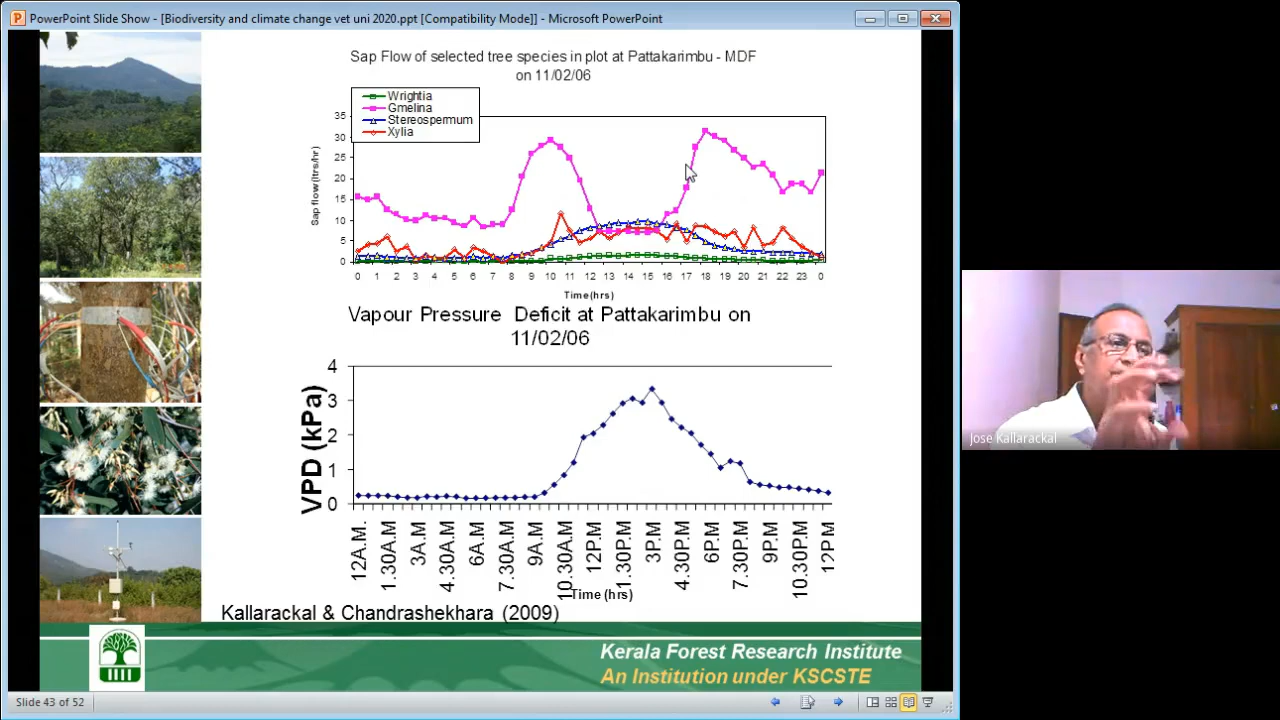 PowerPoint Slide Show - [Biodiversity and climate change vet uni 2020.ppt [Compatibility Mode]] - Microsoft PowerPoint
Sap Flow of selected tree species in plot at Pattakarimbu - MDF
on 11/02/06
Wrightia
Gmelina
Stereospermum
Xylia
Sap flow(ltrs/hr)
35
30
25
20
15
10
5
0
0 1 2 3 4 5 6 7 8 9 10 11 12 13 14 15 16 17 18 19 20 21 22 23 0
Time(hrs)
Vapour Pressure Deficit at Pattakarimbu on
11/02/06
VPD (kPa)
4
3
2
1
0
12A.M. 1.30A.M 3A.M 4.30A.M 6A.M 7.30A.M 9A.M 10.30A.M 12P.M 1.30P.M 3P.M 4.30P.M 6P.M 7.30P.M 9P.M 10.30P.M 12P.M
Time (hrs)
Kallarackal & Chandrashekhara (2009)
Kerala Forest Research Institute
An Institution under KSCSTE
Slide 43 of 52
Jose Kallarackal